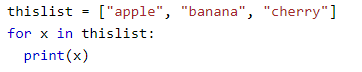 thislist = ["apple", "banana", "cherry"]
for x in thislist:
  print(x)